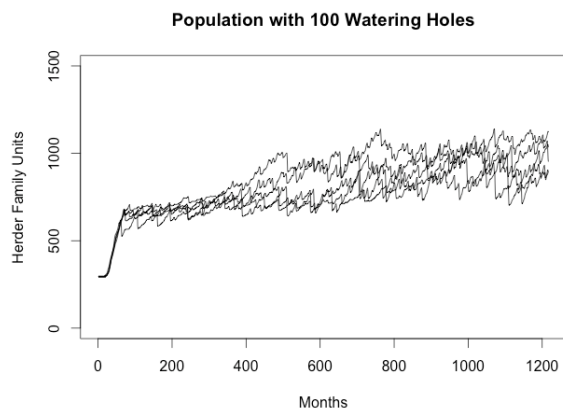 Population with 100 Watering Holes
Herder Family Units
1500
1000
500
0
0 200 400 600 800 1000 1200
Months